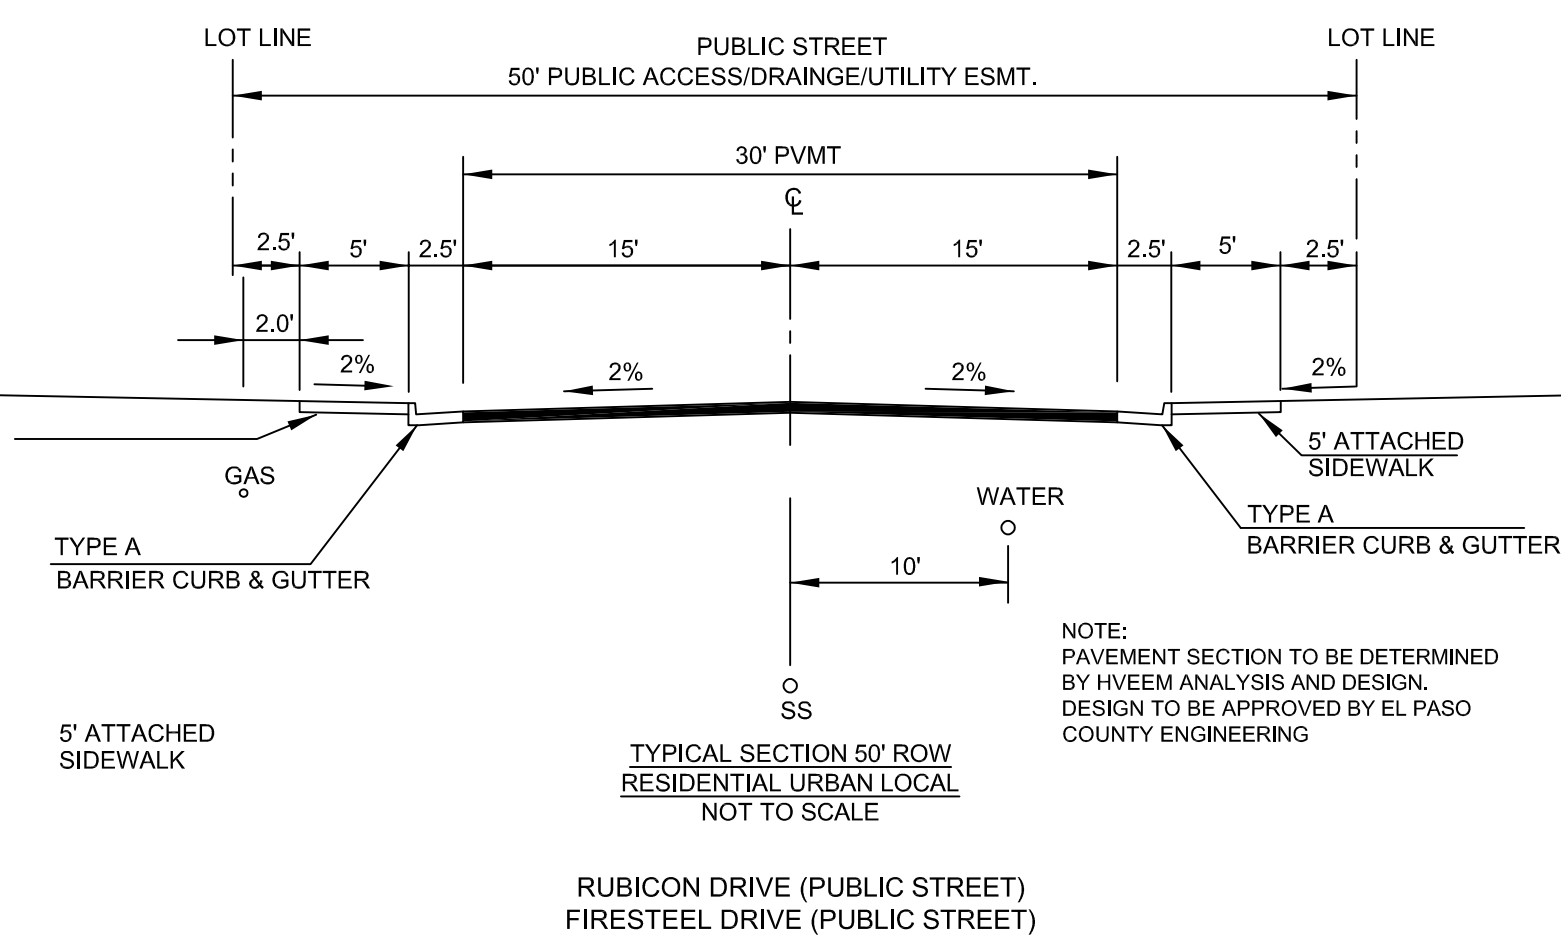 LOT LINE
PUBLIC STREET
LOT LINE
50' PUBLIC ACCESS/DRAINGE/UTILITY ESMT.
30' PVMT
℄
2.5'
5'
2.5'
15'
15'
2.5'
5'
2.5'
2.0'
2%
2%
2%
2%
GAS
5' ATTACHED
SIDEWALK
WATER
TYPE A
BARRIER CURB & GUTTER
TYPE A
BARRIER CURB & GUTTER
10'
NOTE:
PAVEMENT SECTION TO BE DETERMINED
BY HVEEM ANALYSIS AND DESIGN.
DESIGN TO BE APPROVED BY EL PASO
COUNTY ENGINEERING
SS
5' ATTACHED
SIDEWALK
TYPICAL SECTION 50' ROW
RESIDENTIAL URBAN LOCAL
NOT TO SCALE
RUBICON DRIVE (PUBLIC STREET)
FIRESTEEL DRIVE (PUBLIC STREET)